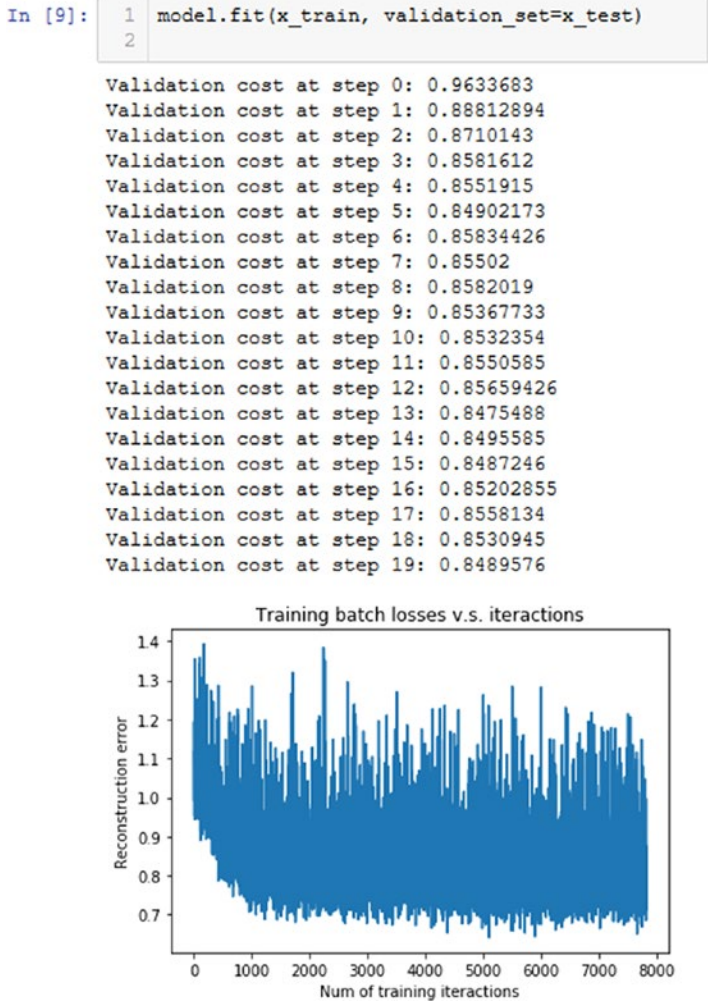 In [9]: 1 model.fit(x_train, validation_set=x_test)
2
Validation cost at step 0: 0.9633683
Validation cost at step 1: 0.88812894
Validation cost at step 2: 0.8710143
Validation cost at step 3: 0.8581612
Validation cost at step 4: 0.8551915
Validation cost at step 5: 0.84902173
Validation cost at step 6: 0.85834426
Validation cost at step 7: 0.85502
Validation cost at step 8: 0.8582019
Validation cost at step 9: 0.85367733
Validation cost at step 10: 0.8532354
Validation cost at step 11: 0.8550585
Validation cost at step 12: 0.85659426
Validation cost at step 13: 0.8475488
Validation cost at step 14: 0.8495585
Validation cost at step 15: 0.8487246
Validation cost at step 16: 0.85202855
Validation cost at step 17: 0.8558134
Validation cost at step 18: 0.8530945
Validation cost at step 19: 0.8489576
Training batch losses v.s. iteractions
Reconstruction error
1.4
1.3
1.2
1.1
1.0
0.9
0.8
0.7
0 1000 2000 3000 4000 5000 6000 7000 8000
Num of training iteractions